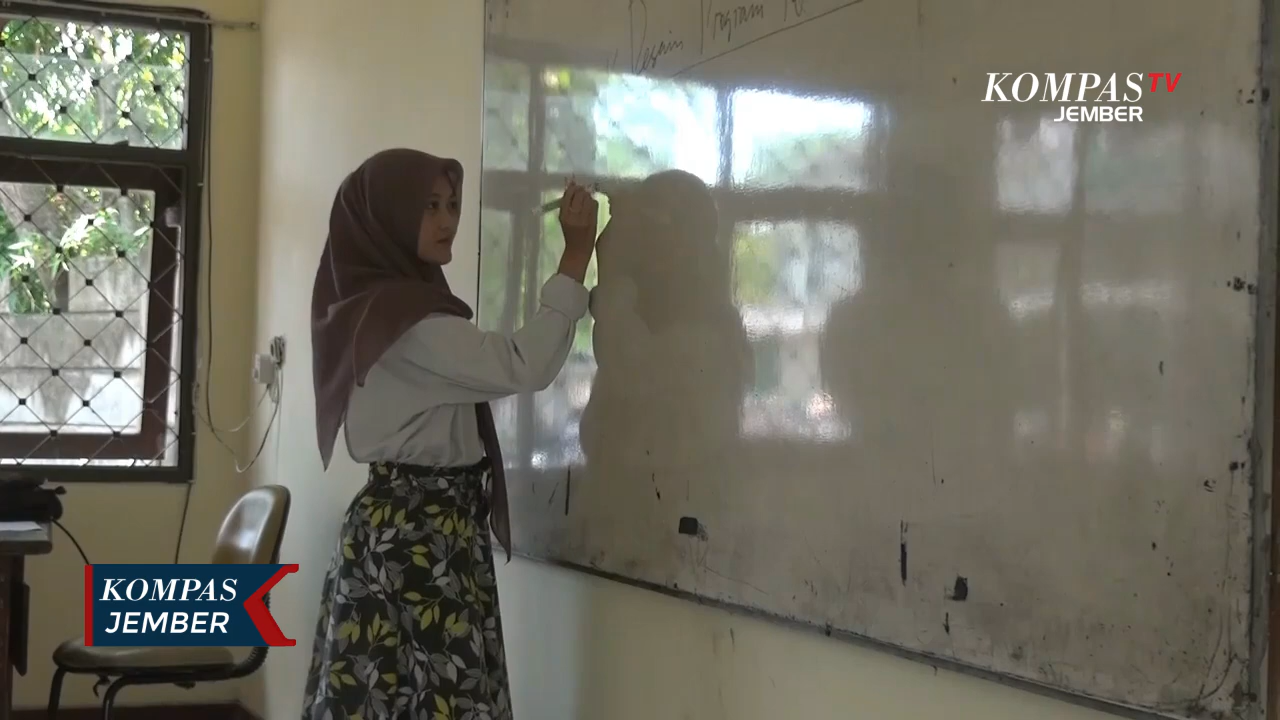 Desain Program
KOMPAS TV
JEMBER
KOMPAS
JEMBER